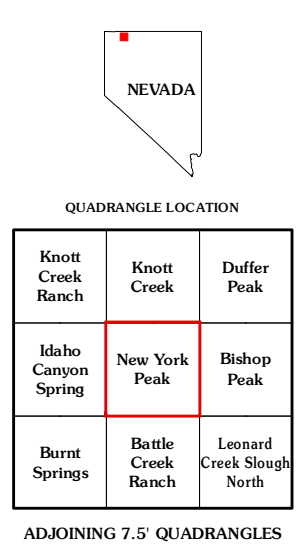 NEVADA
QUADRANGLE LOCATION
Knott
Creek
Ranch
Knott
Creek
Duffer
Peak
Idaho
Canyon
Spring
New York
Peak
Bishop
Peak
Burnt
Springs
Battle
Creek
Ranch
Leonard
Creek Slough
North
ADJOINING 7.5' QUADRANGLES